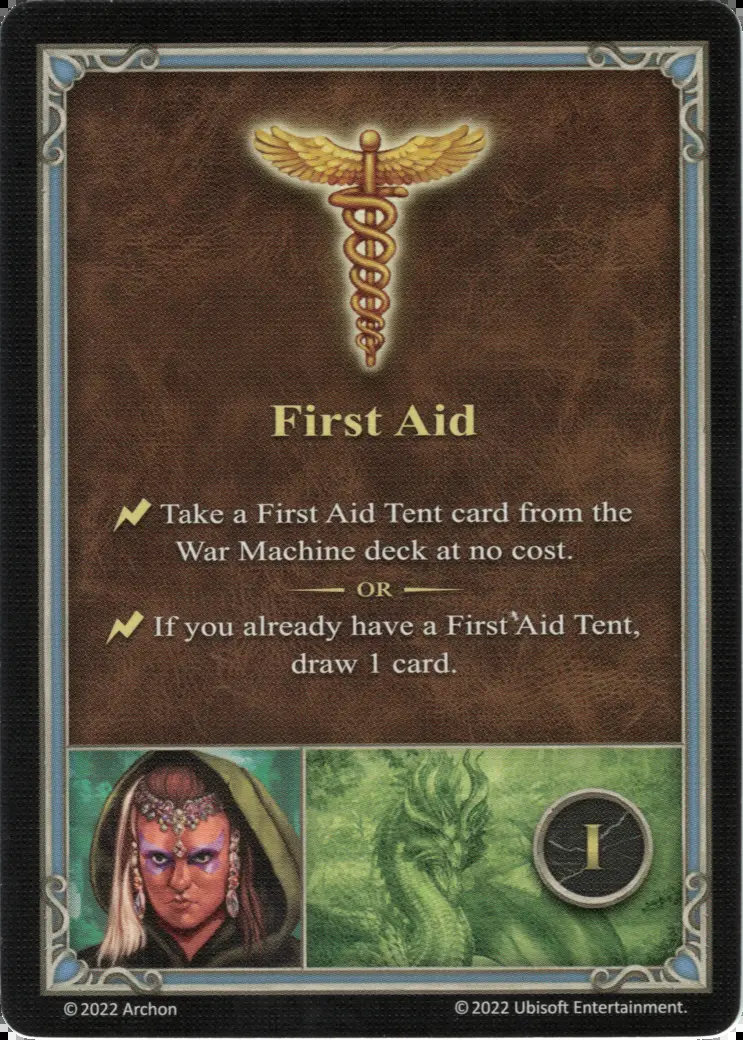 First Aid
Take a First Aid Tent card from the
War Machine deck at no cost.
OR
If you already have a First Aid Tent,
draw 1 card.
I
© 2022 Archon
© 2022 Ubisoft Entertainment.